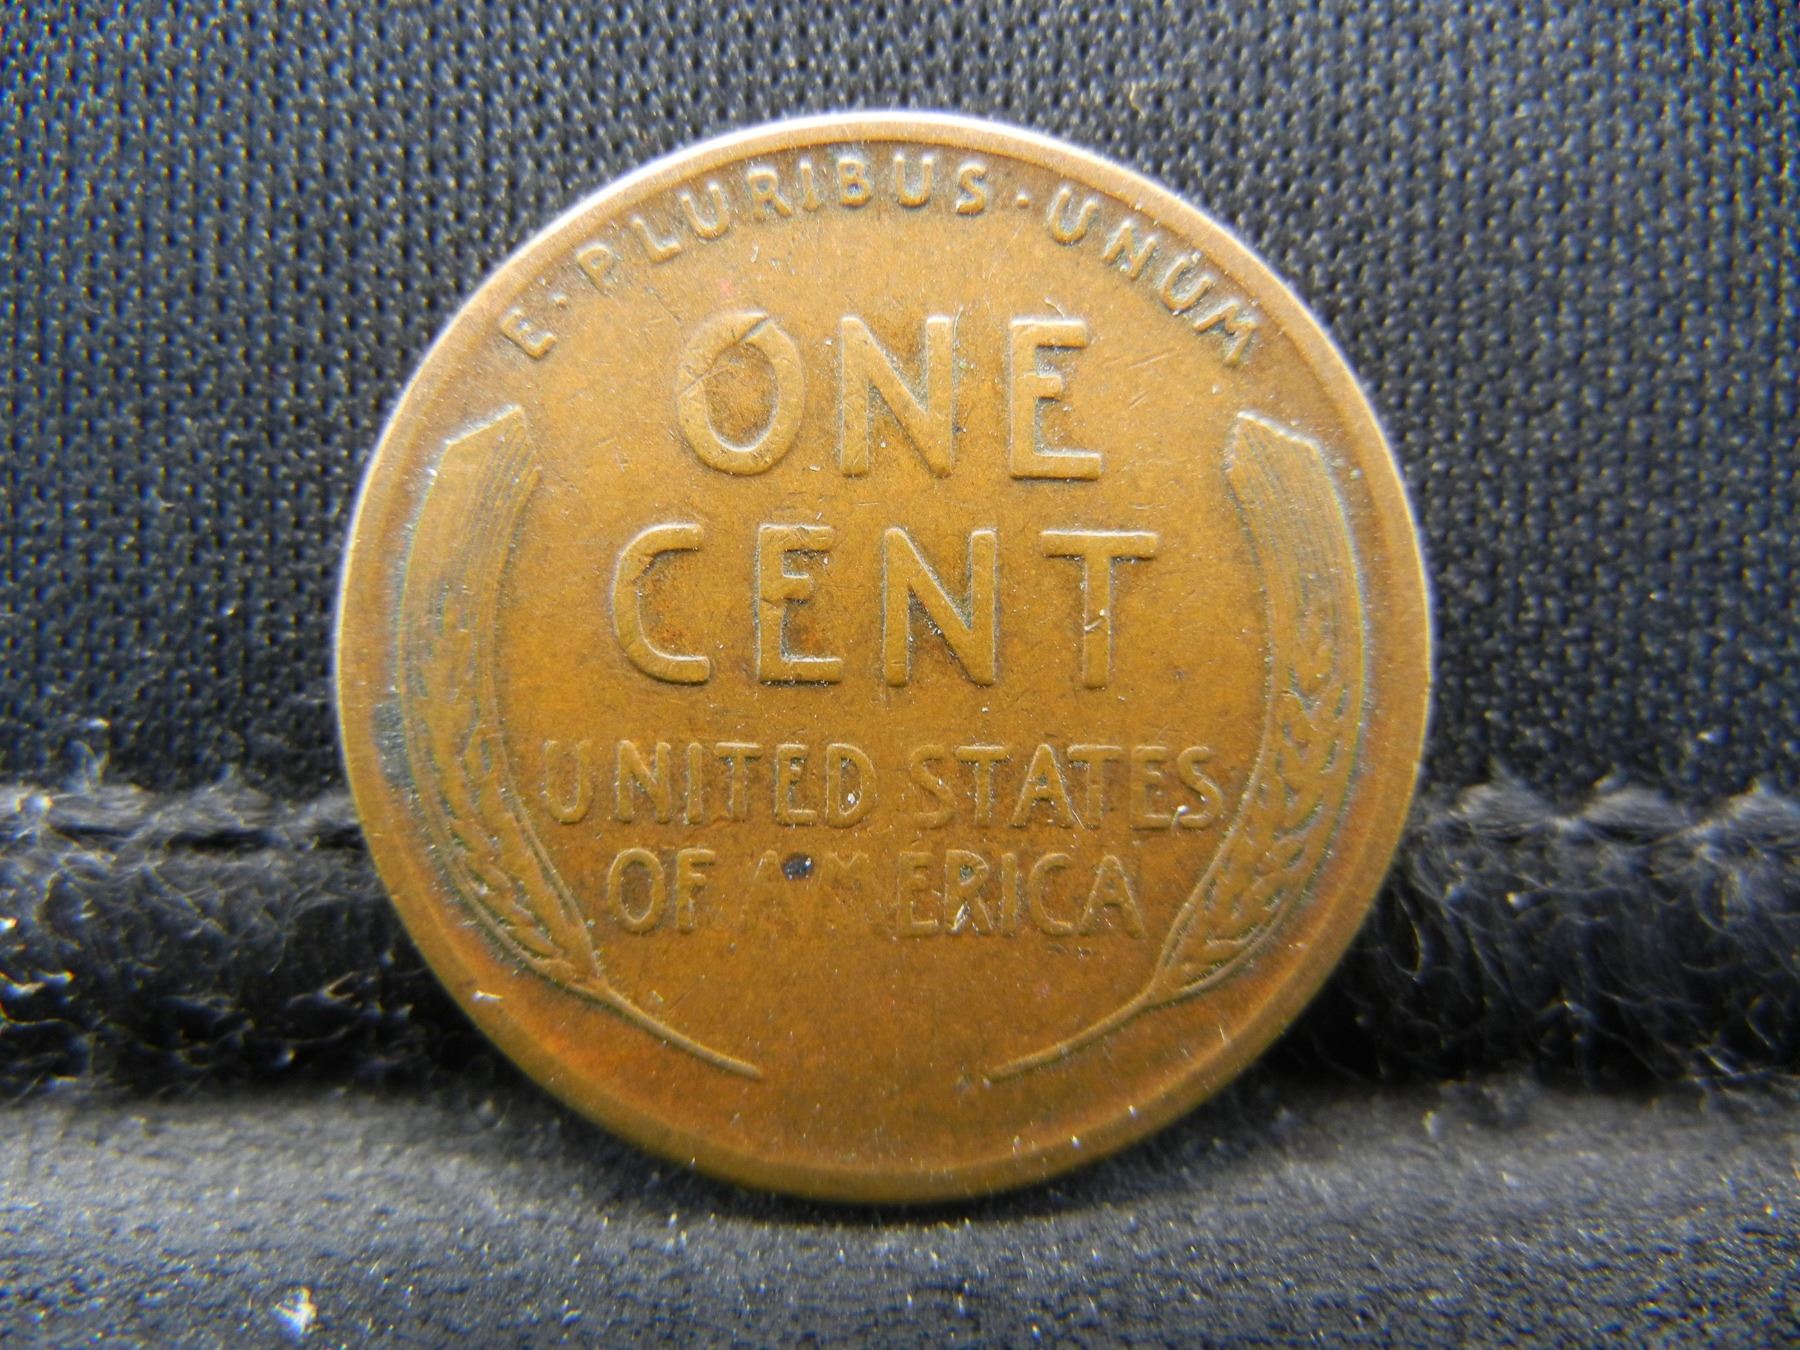 E · PLURIBUS · UNUM
ONE
CENT
UNITED STATES
OF AMERICA